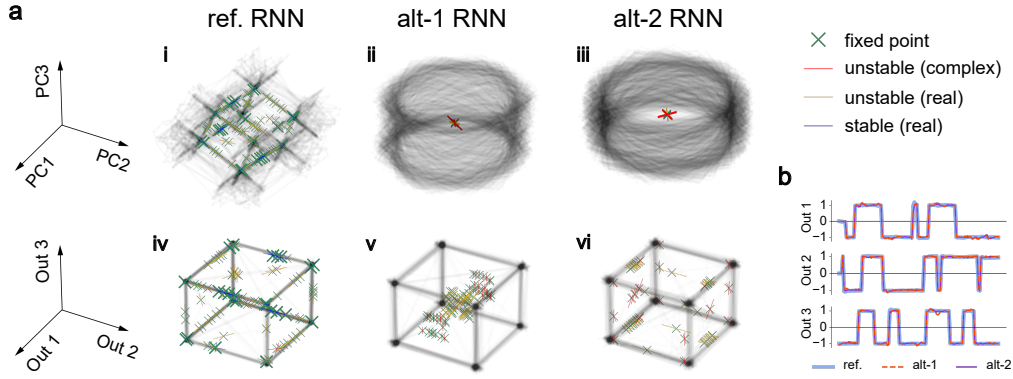 a
ref. RNN
alt-1 RNN
alt-2 RNN
i
ii
iii
PC3
PC1
PC2
fixed point
unstable (complex)
unstable (real)
stable (real)
b
iv
v
vi
Out 3
Out 1
Out 2
Out 1
1
0
−1
Out 2
1
0
−1
Out 3
1
0
−1
ref.
alt-1
alt-2